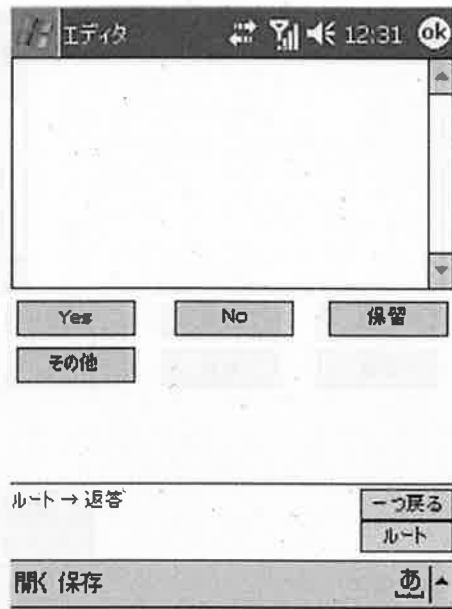 エディタ 12:31 ok
Yes No 保留
その他
ルート → 返答
一つ戻る
ルート
開く 保存 あ